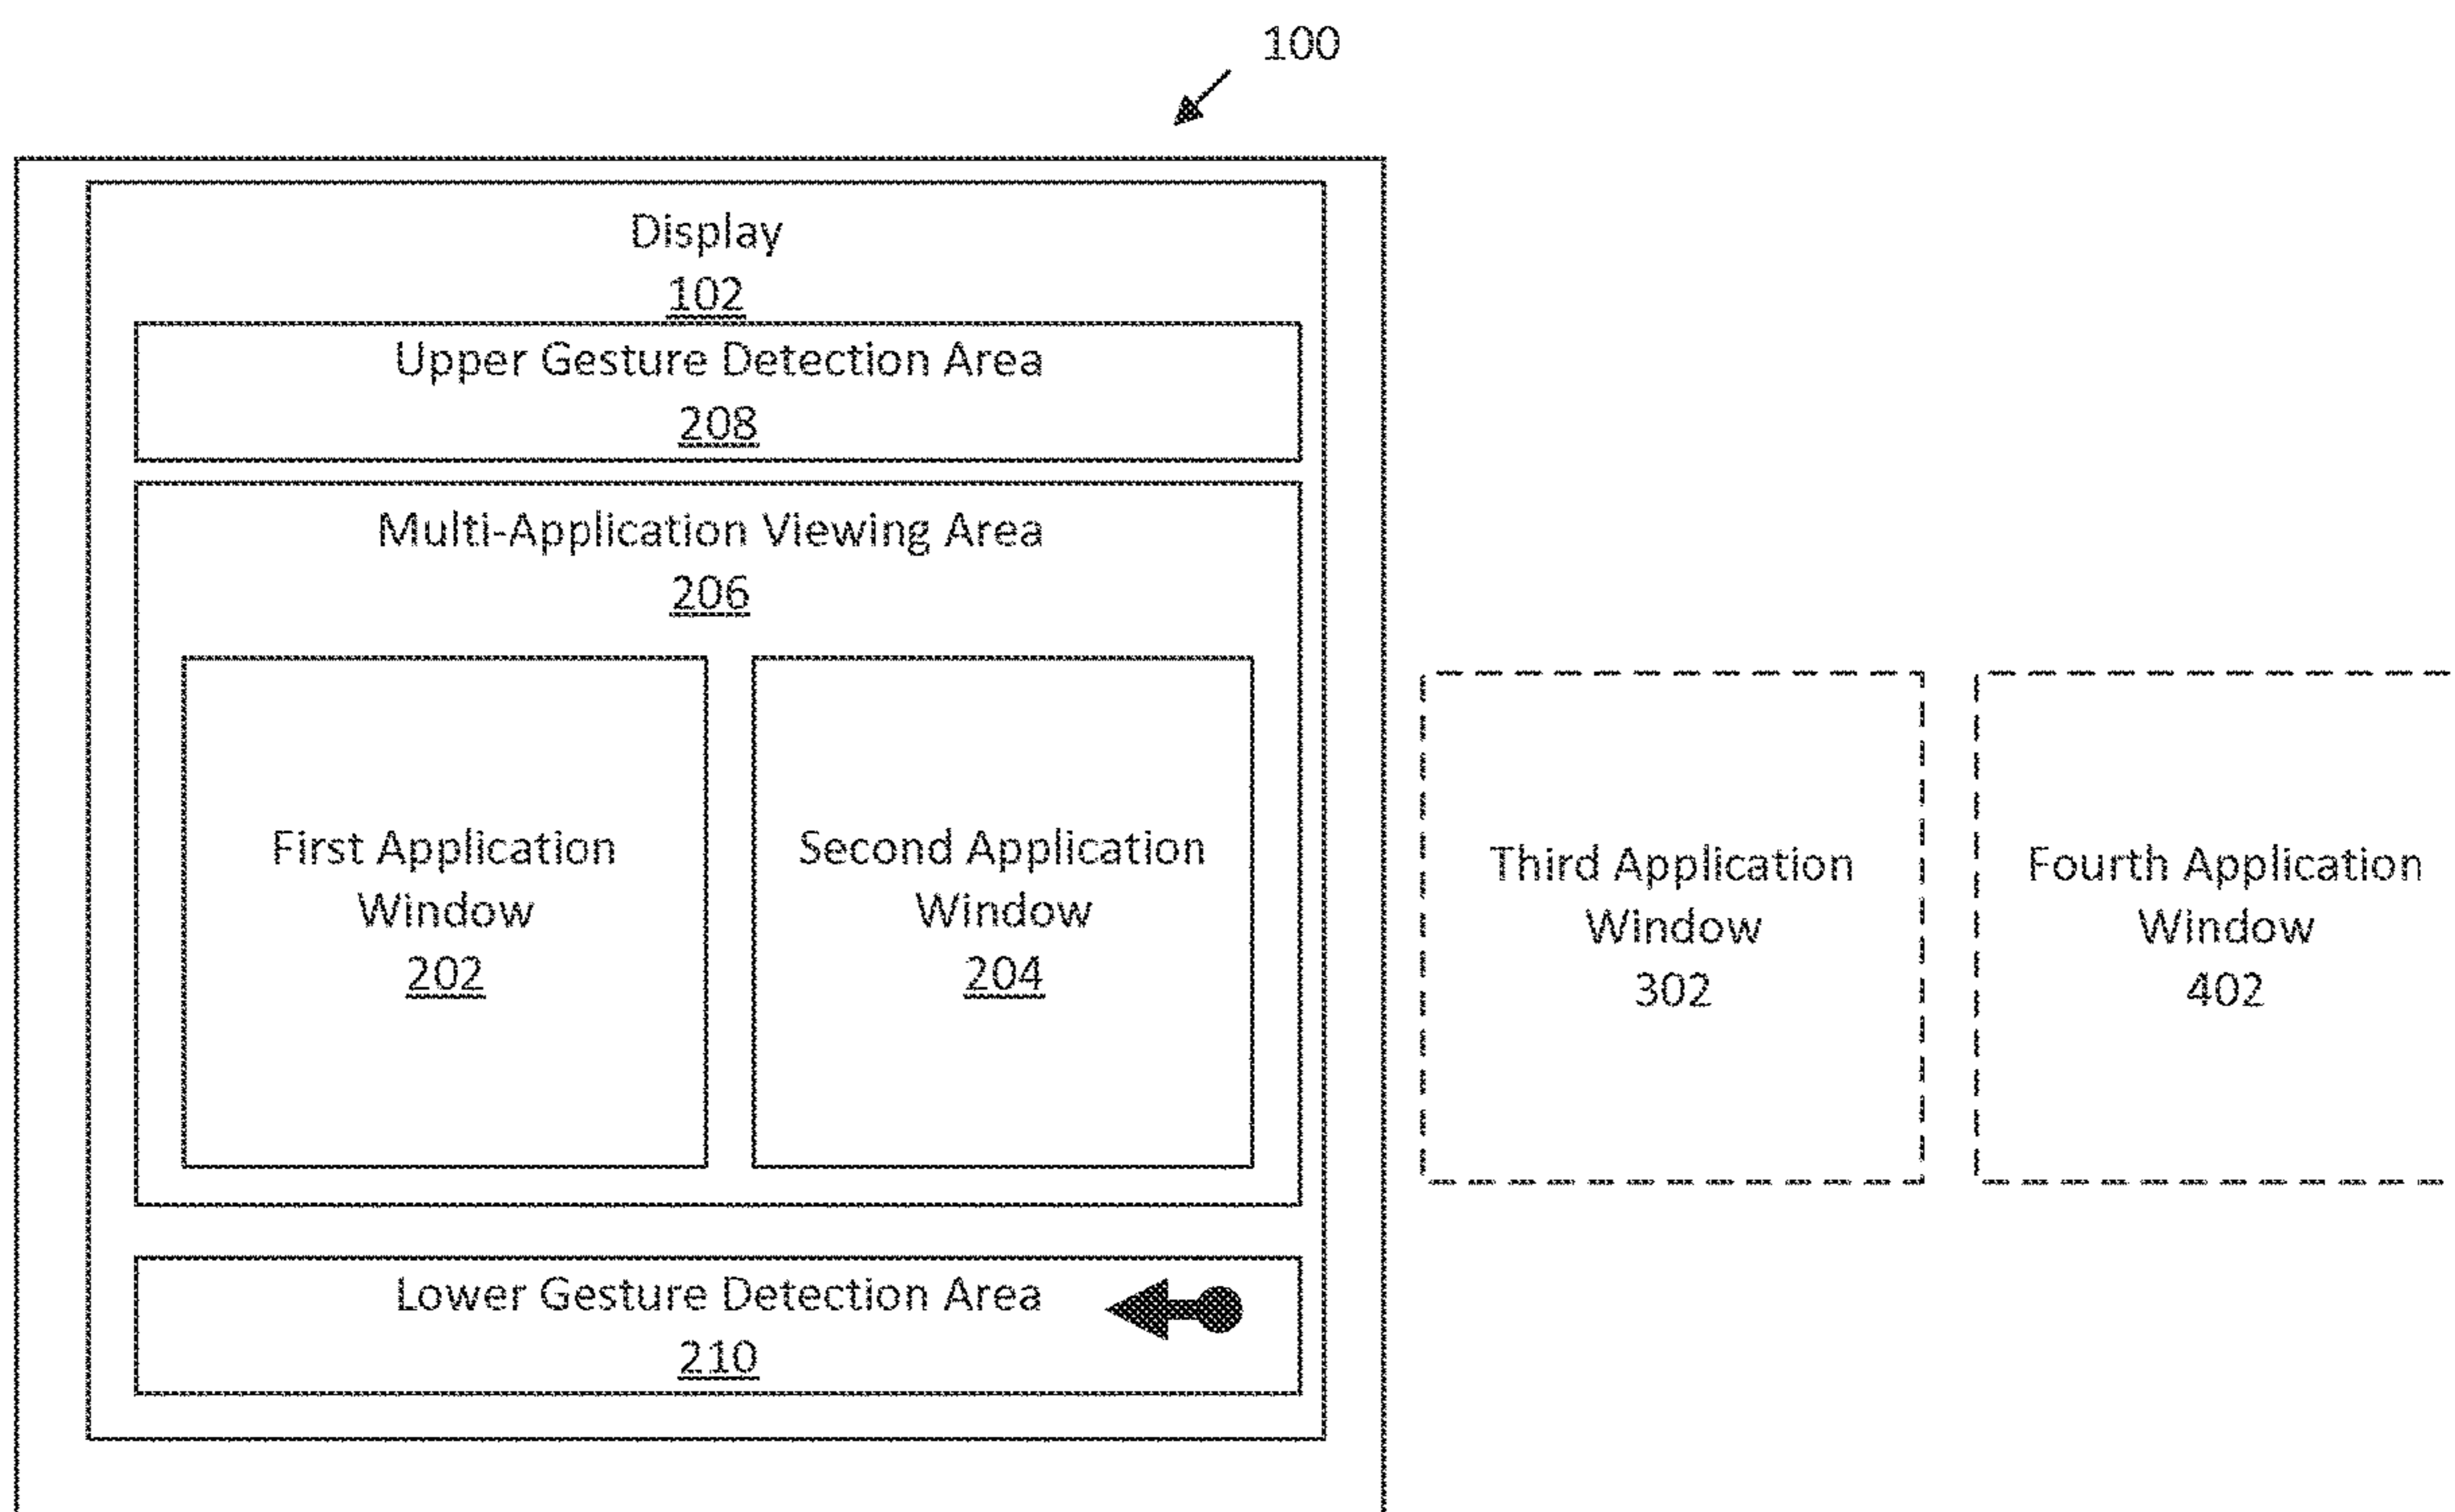 100
Display
102
Upper Gesture Detection Area
208
Multi-Application Viewing Area
206
First Application
Window
202
Second Application
Window
204
Third Application
Window
302
Fourth Application
Window
402
Lower Gesture Detection Area
210